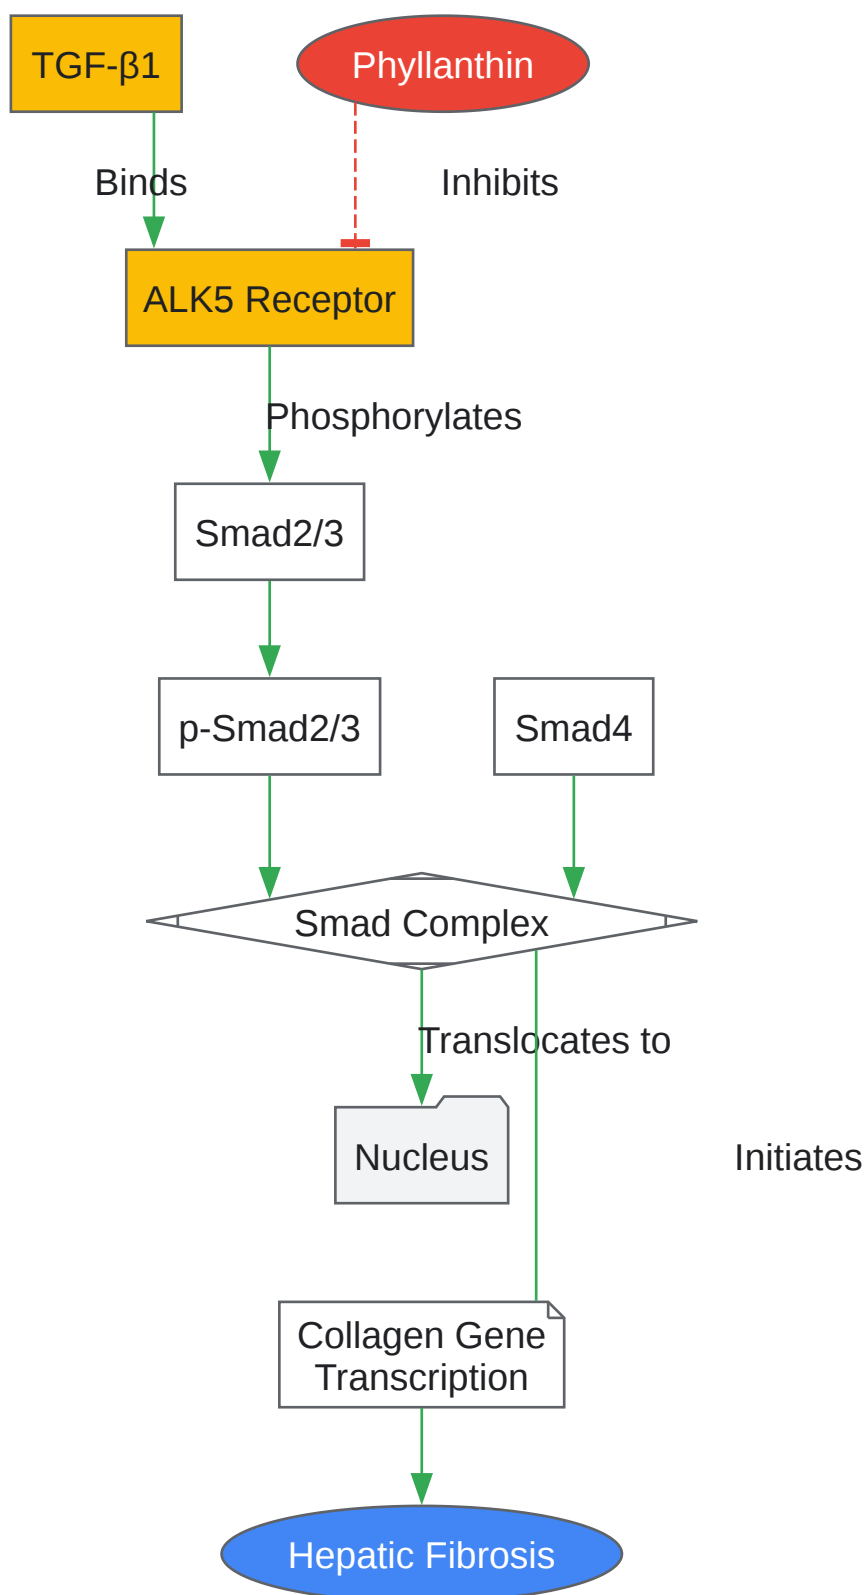 TGF-β1
Phyllanthin
Binds
Inhibits
ALK5 Receptor
Phosphorylates
Smad2/3
p-Smad2/3
Smad4
Smad Complex
Translocates to
Nucleus
Initiates
Collagen Gene
Transcription
Hepatic Fibrosis